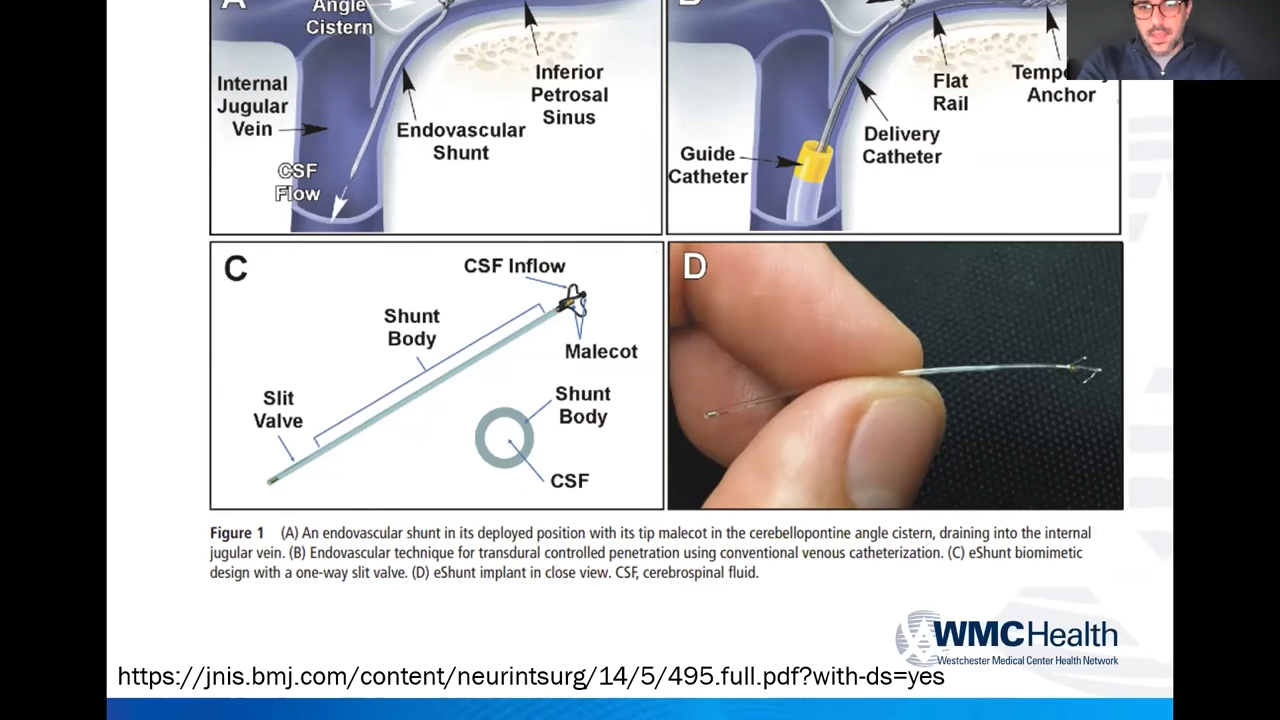 A
Angle
Cistern
Internal
Jugular
Vein
CSF
Flow
Endovascular
Shunt
Inferior
Petrosal
Sinus
B
Guide
Catheter
Delivery
Catheter
Flat
Rail
Anchor
C
CSF Inflow
Shunt
Body
Malecot
Slit
Valve
Shunt
Body
CSF
D
Figure 1 (A) An endovascular shunt in its deployed position with its tip malecot in the cerebellopontine angle cistern, draining into the internal
jugular vein. (B) Endovascular technique for transdural controlled penetration using conventional venous catheterization. (C) eShunt biomimetic
design with a one-way slit valve. (D) eShunt implant in close view. CSF, cerebrospinal fluid.
WMCHealth
Westchester Medical Center Health Network
https://jnis.bmj.com/content/neurintsurg/14/5/495.full.pdf?with-ds=yes